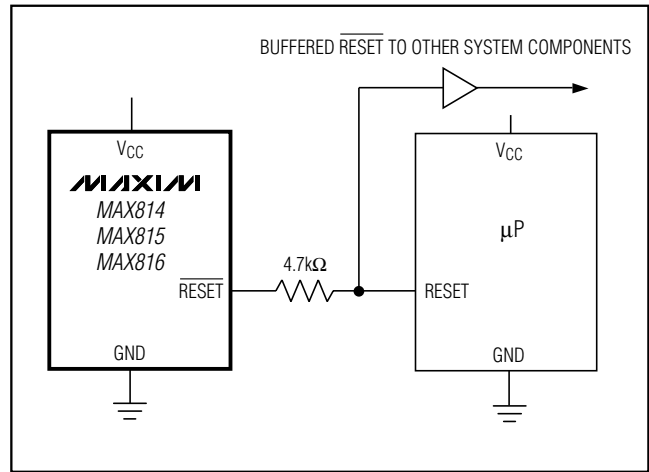 BUFFERED RESET TO OTHER SYSTEM COMPONENTS
VCC
MAXIM
MAX814
MAX815
MAX816
RESET
GND
4.7kΩ
VCC
μP
RESET
GND